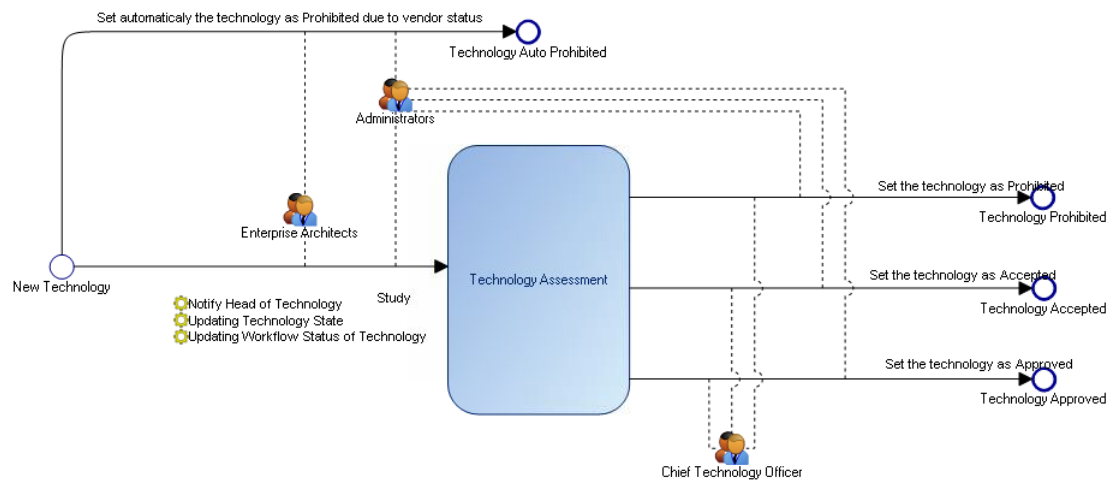 Set automaticaly the technology as Prohibited due to vendor status
Technology Auto Prohibited
Administrators
Set the technology as Prohibited
Technology Prohibited
Enterprise Architects
New Technology
Study
Technology Assessment
Set the technology as Accepted
Technology Accepted
Notify Head of Technology
Updating Technology State
Updating Workflow Status of Technology
Set the technology as Approved
Technology Approved
Chief Technology Officer